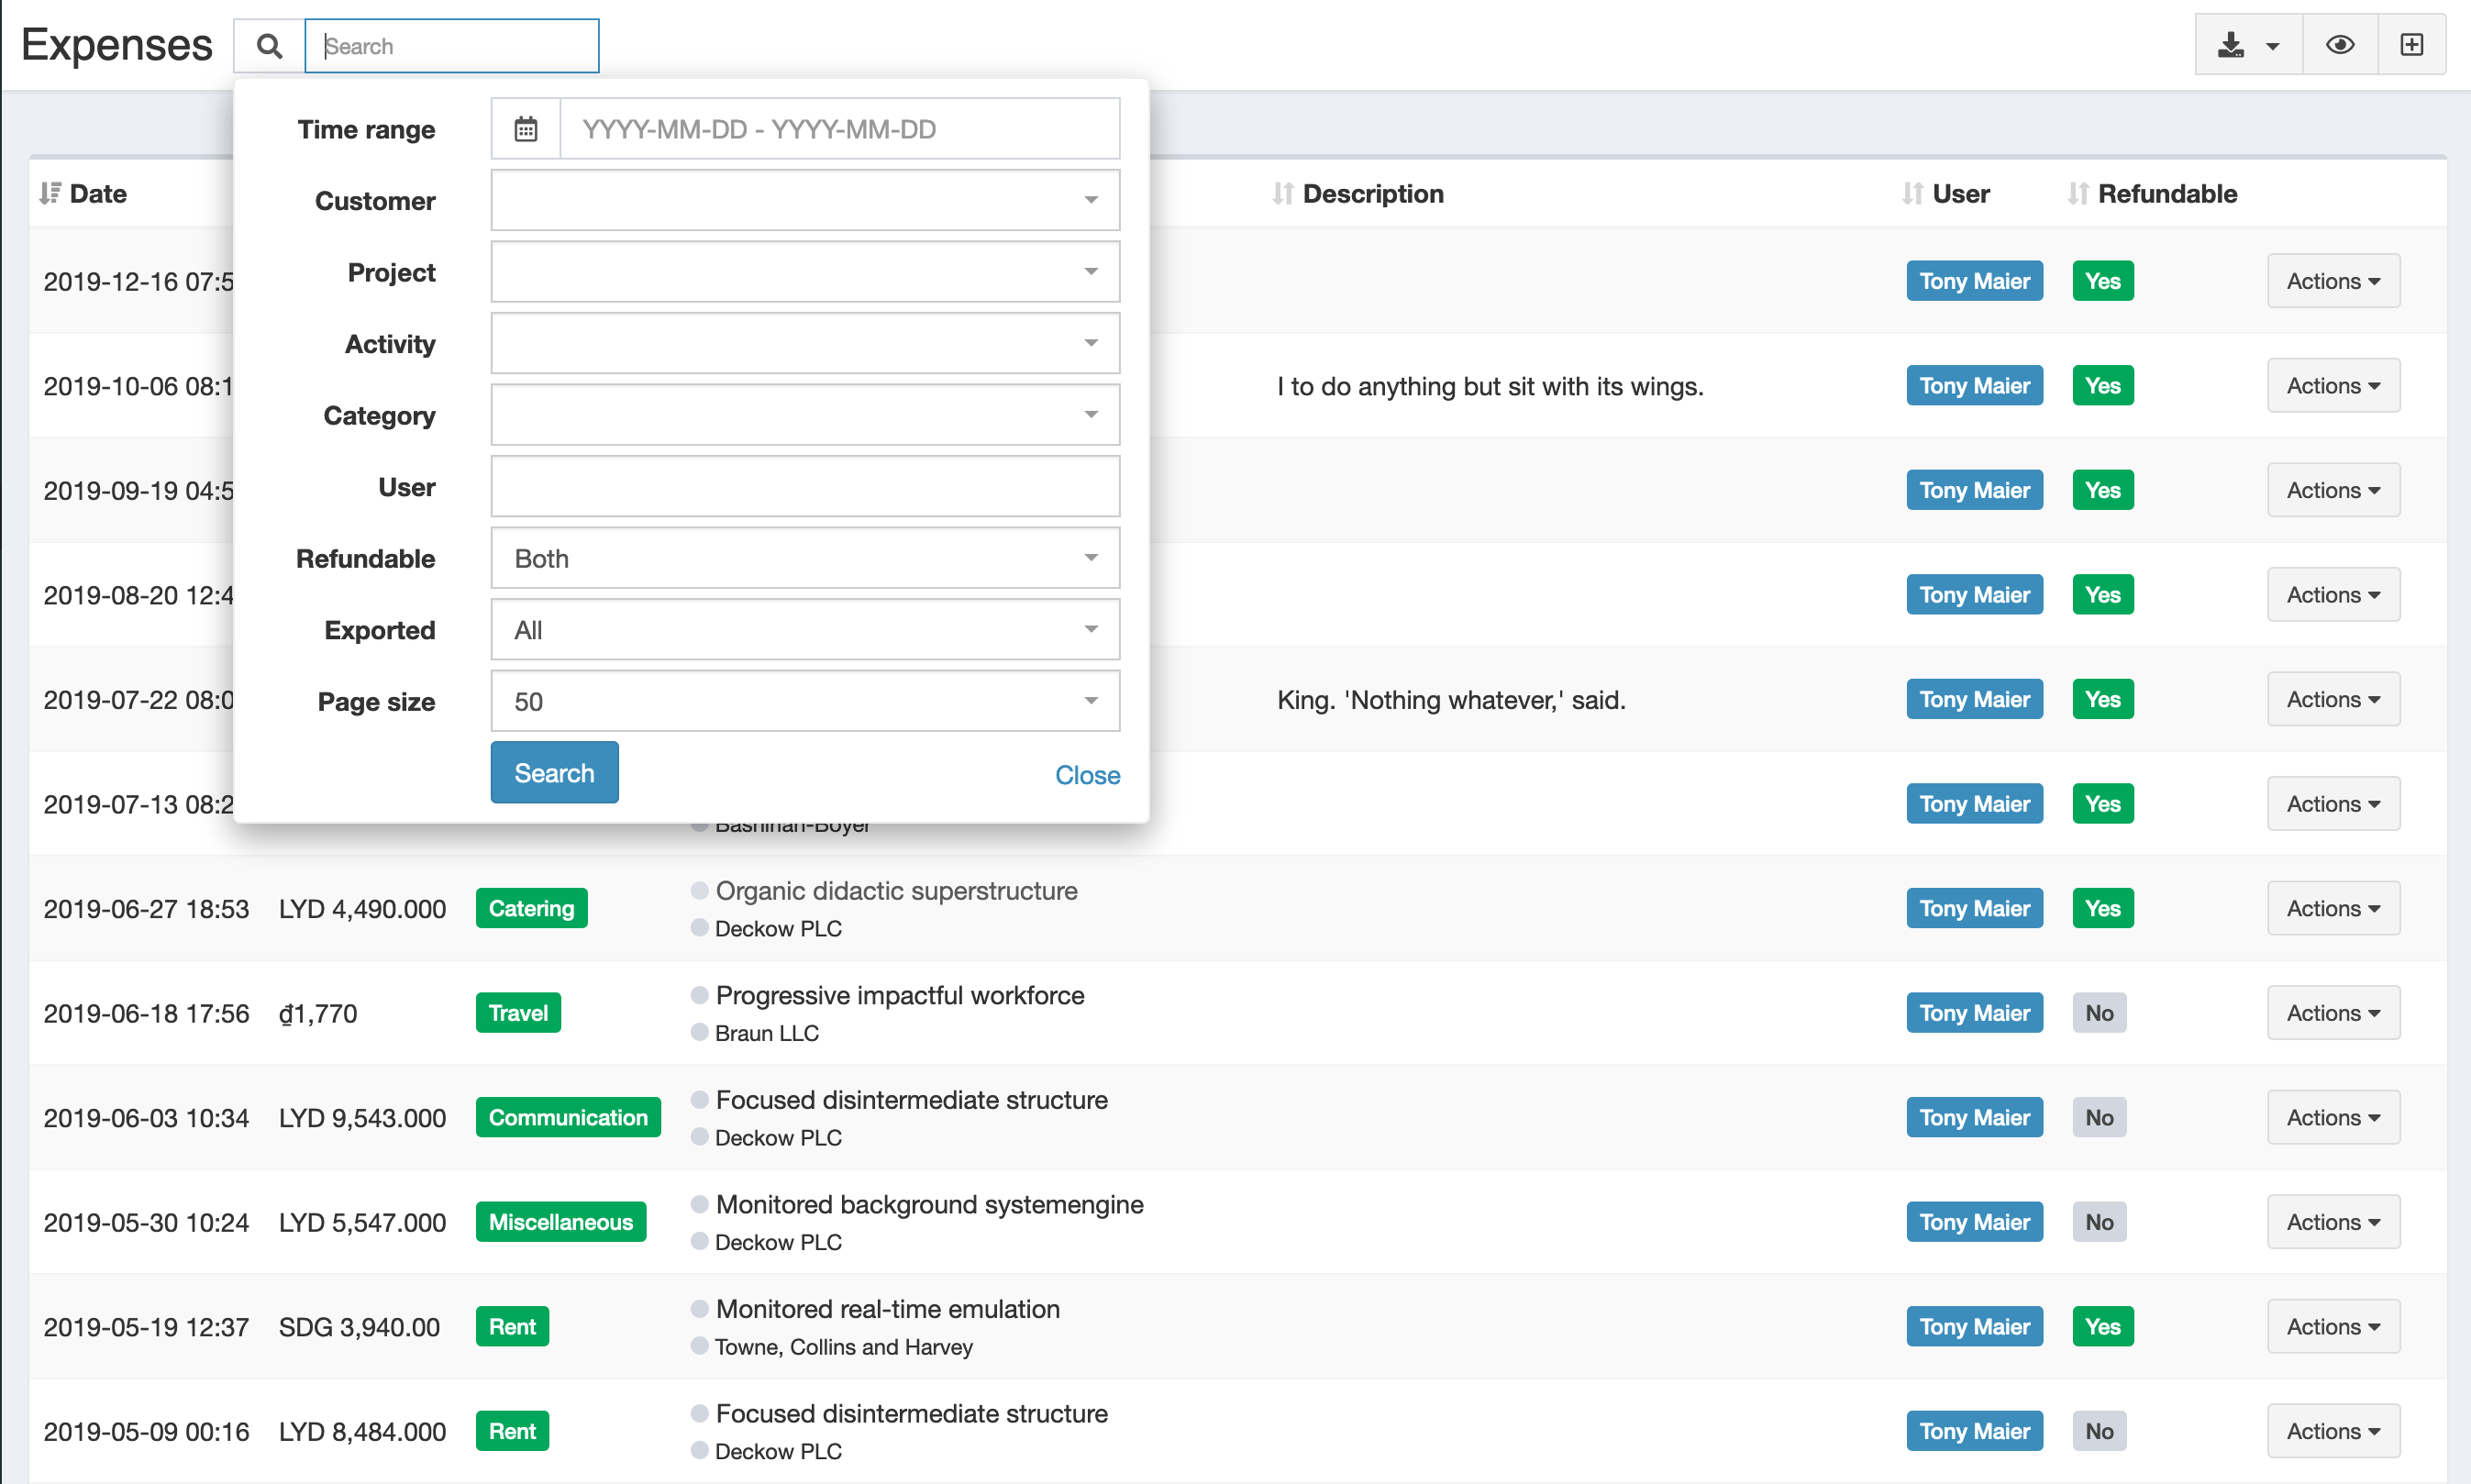 Expenses Search
Time range YYYY-MM-DD - YYYY-MM-DD
Customer
Project
Activity
Category
User
Refundable Both
Exported All
Page size 50
Search Close
Date Description User Refundable
2019-12-16 07:5 Tony Maier Yes Actions
2019-10-06 08:1 I to do anything but sit with its wings. Tony Maier Yes Actions
2019-09-19 04:5 Tony Maier Yes Actions
2019-08-20 12:4 Tony Maier Yes Actions
2019-07-22 08:0 King. 'Nothing whatever,' said. Tony Maier Yes Actions
2019-07-13 08:2 Tony Maier Yes Actions
Bashirian-Boyer
2019-06-27 18:53 LYD 4,490.000 Catering Organic didactic superstructure Tony Maier Yes Actions
Deckow PLC
2019-06-18 17:56 ₫1,770 Travel Progressive impactful workforce Tony Maier No Actions
Braun LLC
2019-06-03 10:34 LYD 9,543.000 Communication Focused disintermediate structure Tony Maier No Actions
Deckow PLC
2019-05-30 10:24 LYD 5,547.000 Miscellaneous Monitored background systemengine Tony Maier No Actions
Deckow PLC
2019-05-19 12:37 SDG 3,940.00 Rent Monitored real-time emulation Tony Maier Yes Actions
Towne, Collins and Harvey
2019-05-09 00:16 LYD 8,484.000 Rent Focused disintermediate structure Tony Maier No Actions
Deckow PLC